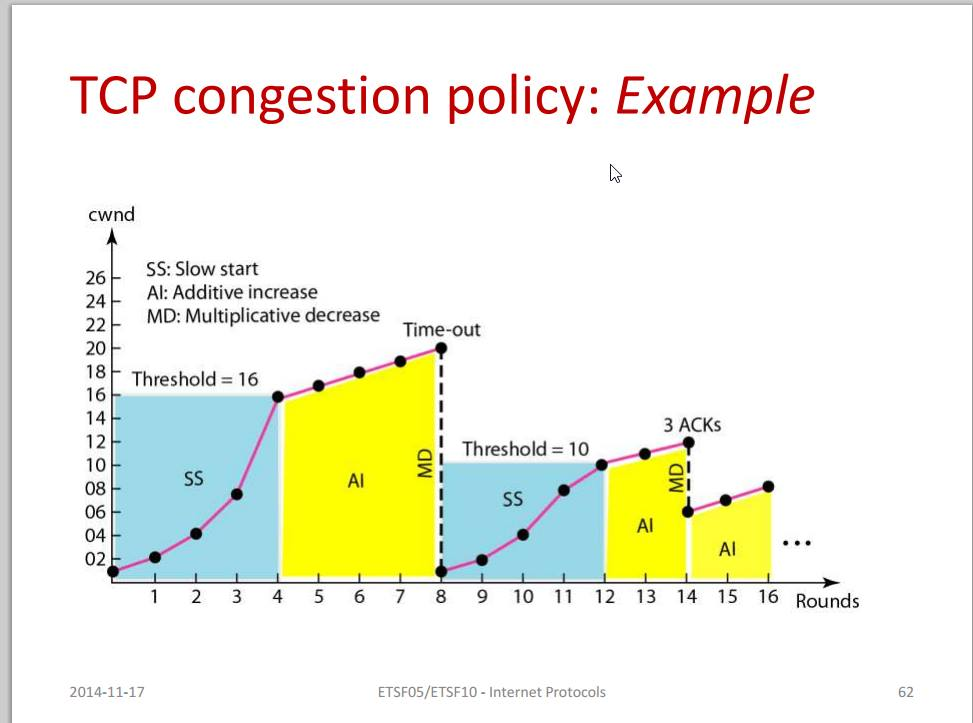 TCP congestion policy: Example
cwnd
26
24
22
20
18
16
14
12
10
08
06
04
02
SS: Slow start
AI: Additive increase
MD: Multiplicative decrease
Time-out
Threshold = 16
3 ACKs
Threshold = 10
SS
AI
MD
SS
AI
MD
AI
...
1 2 3 4 5 6 7 8 9 10 11 12 13 14 15 16 Rounds
2014-11-17 ETSF05/ETSF10 - Internet Protocols 62